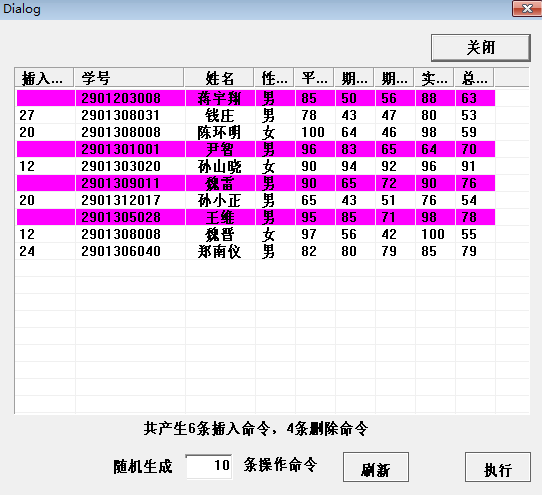 Dialog
关闭
插入... 学号 姓名 性... 平... 期... 期... 实... 总...
2901203008 蒋宇翔 男 85 50 56 88 63
27 2901308031 钱庄 男 78 43 47 80 53
20 2901308008 陈环明 女 100 64 46 98 59
2901301001 尹智 男 96 83 65 64 70
12 2901303020 孙山晓 女 90 94 92 96 91
2901309011 魏雷 男 90 65 72 90 76
20 2901312017 孙小正 男 65 43 51 76 54
2901305028 王维 男 95 85 71 98 78
12 2901308008 魏晋 女 97 56 42 100 55
24 2901306040 郑南仪 男 82 80 79 85 79
共产生6条插入命令，4条删除命令
随机生成 10 条操作命令 刷新 执行